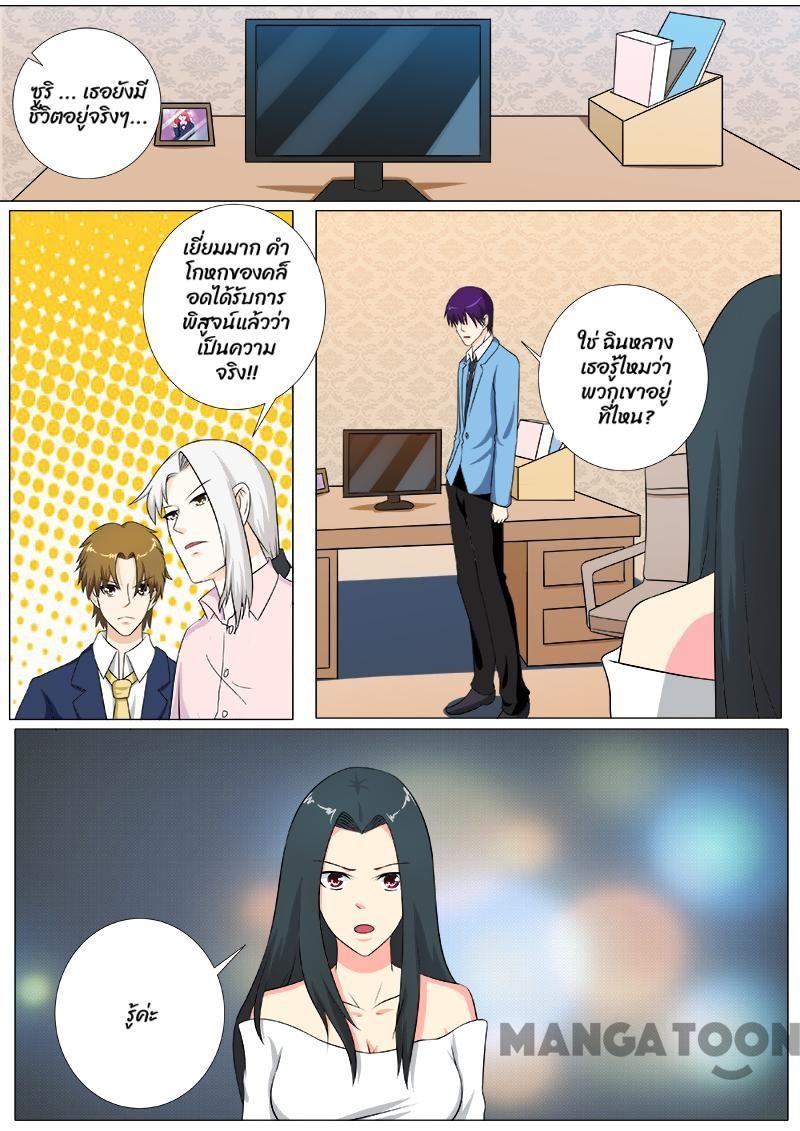 ซูริ ... เธอยังมี
ชีวิตอยู่จริงๆ...
เยี่ยมมาก คำ
โกหกของคล็
อดได้รับการ
พิสูจน์แล้วว่า
เป็นความ
จริง!!
ใช่ ฉินหลาง
เธอรู้ไหมว่า
พวกเขาอยู่
ที่ไหน?
รู้ค่ะ
MANGATOON